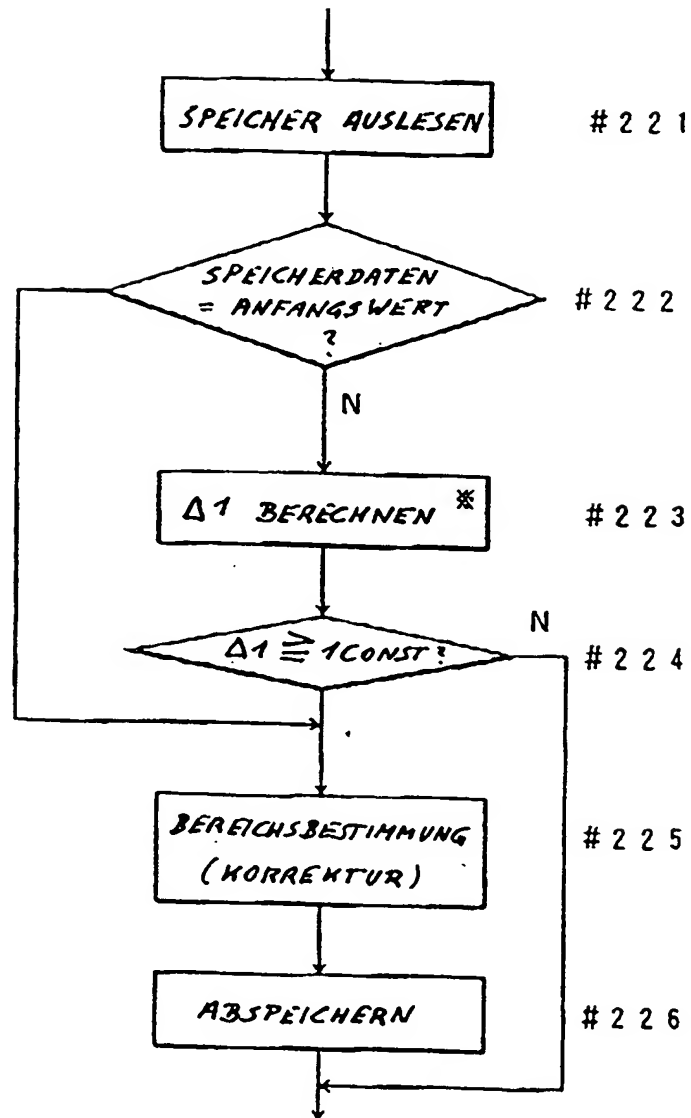 SPEICHER AUSLESEN #221
SPEICHERDATEN
= ANFANGSWERT
? #222
N
Δ1 BERECHNEN * #223
N
Δ1 ≧ 1CONST? #224
BEREICHSBESTIMMUNG
(KORREKTUR) #225
ABSPEICHERN #226